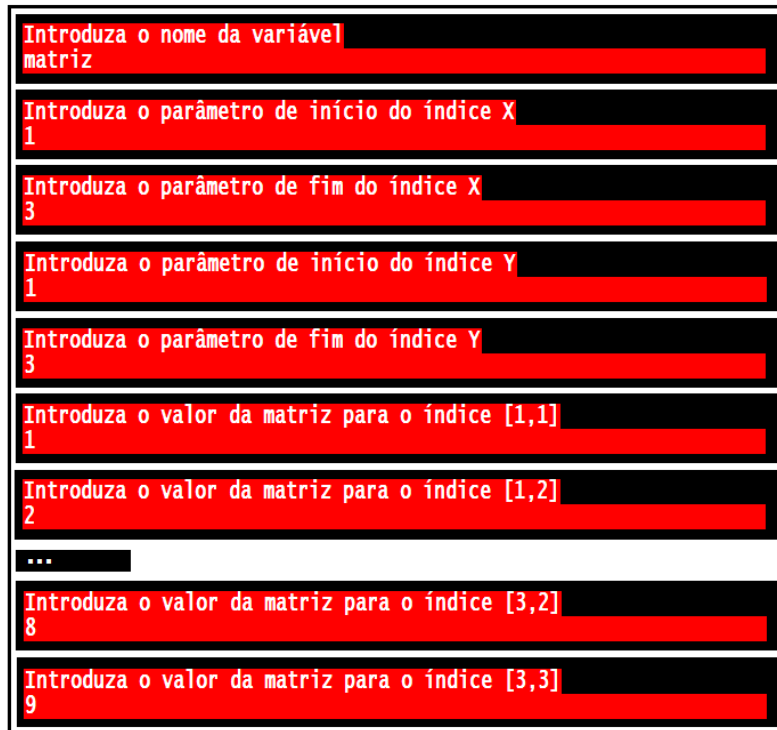 Introduza o nome da variável
matriz
Introduza o parâmetro de início do índice X
1
Introduza o parâmetro de fim do índice X
3
Introduza o parâmetro de início do índice Y
1
Introduza o parâmetro de fim do índice Y
3
Introduza o valor da matriz para o índice [1,1]
1
Introduza o valor da matriz para o índice [1,2]
2
...
Introduza o valor da matriz para o índice [3,2]
8
Introduza o valor da matriz para o índice [3,3]
9